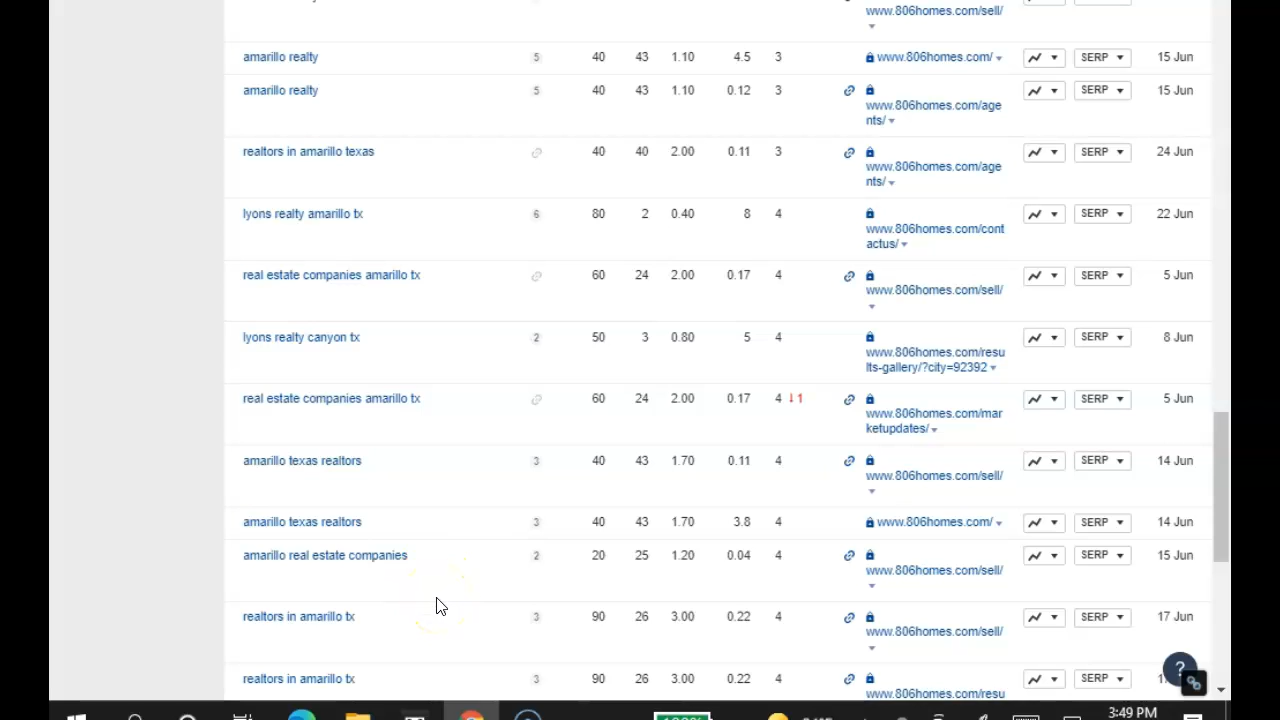 www.806homes.com/sell/
amarillo realty 5 40 43 1.10 4.5 3 www.806homes.com/ SERP 15 Jun
amarillo realty 5 40 43 1.10 0.12 3 www.806homes.com/age SERP 15 Jun
nts/
realtors in amarillo texas 40 40 2.00 0.11 3 www.806homes.com/age SERP 24 Jun
nts/
lyons realty amarillo tx 6 80 2 0.40 8 4 www.806homes.com/cont SERP 22 Jun
actus/
real estate companies amarillo tx 60 24 2.00 0.17 4 www.806homes.com/sell/ SERP 5 Jun
lyons realty canyon tx 2 50 3 0.80 5 4 www.806homes.com/resu SERP 8 Jun
lts-gallery/?city=92392
real estate companies amarillo tx 60 24 2.00 0.17 4 ↓1 www.806homes.com/mar SERP 5 Jun
ketupdates/
amarillo texas realtors 3 40 43 1.70 0.11 4 www.806homes.com/sell/ SERP 14 Jun
amarillo texas realtors 3 40 43 1.70 3.8 4 www.806homes.com/ SERP 14 Jun
amarillo real estate companies 2 20 25 1.20 0.04 4 www.806homes.com/sell/ SERP 15 Jun
realtors in amarillo tx 3 90 26 3.00 0.22 4 www.806homes.com/sell/ SERP 17 Jun
realtors in amarillo tx 3 90 26 3.00 0.22 4 www.806homes.com/resu SERP
?
3:49 PM